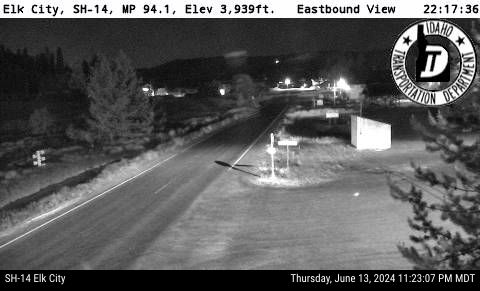 Elk City, SH-14, MP 94.1, Elev 3,939ft. Eastbound View 22:17:36
IDAHO
TRANSPORTATION DEPARTMENT
SH-14 Elk City Thursday, June 13, 2024 11:23:07 PM MDT